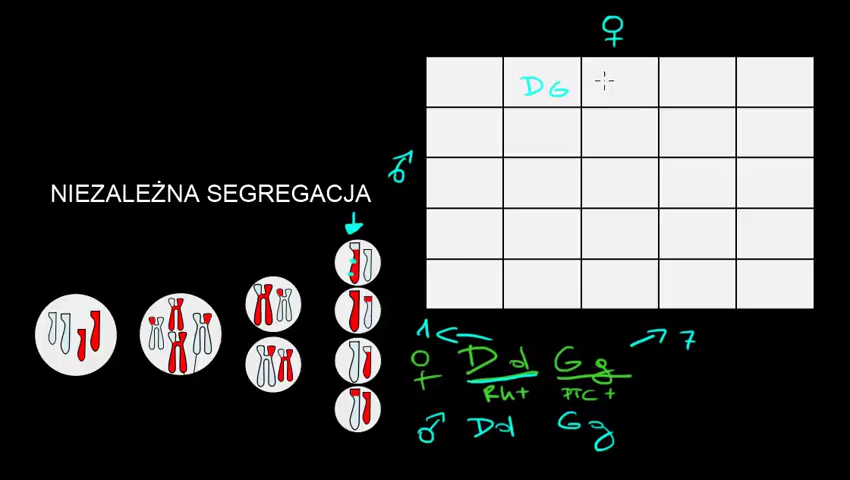 ♀
DG
♂
NIEZALEŻNA SEGREGACJA
1 ← → 7
♀ Dd Gg
Rh+ PTC+
♂ Dd Gg